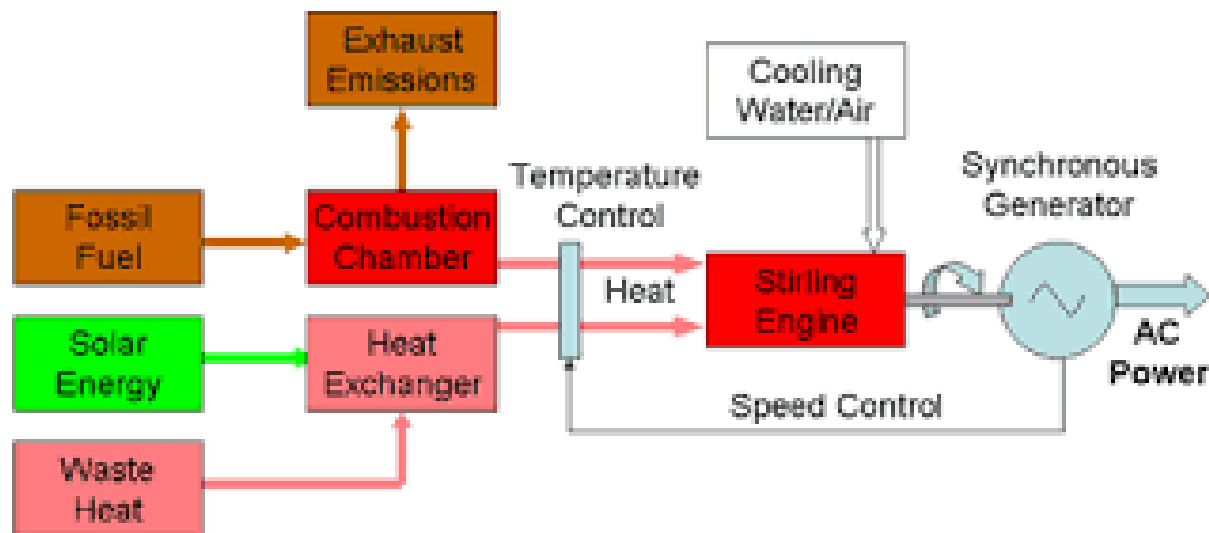 Exhaust
Emissions
Cooling
Water/Air
Synchronous
Generator
Temperature
Control
Fossil
Fuel
Combustion
Chamber
Heat
Stirling
Engine
AC
Power
Solar
Energy
Heat
Exchanger
Speed Control
Waste
Heat